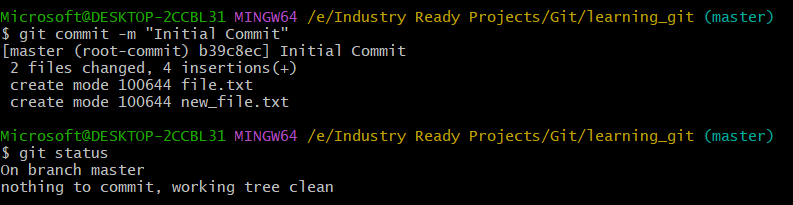 Microsoft@DESKTOP-2CCBL31 MINGW64 /e/Industry Ready Projects/Git/learning_git (master)
$ git commit -m "Initial Commit"
[master (root-commit) b39c8ec] Initial Commit
 2 files changed, 4 insertions(+)
 create mode 100644 file.txt
 create mode 100644 new_file.txt
Microsoft@DESKTOP-2CCBL31 MINGW64 /e/Industry Ready Projects/Git/learning_git (master)
$ git status
On branch master
nothing to commit, working tree clean